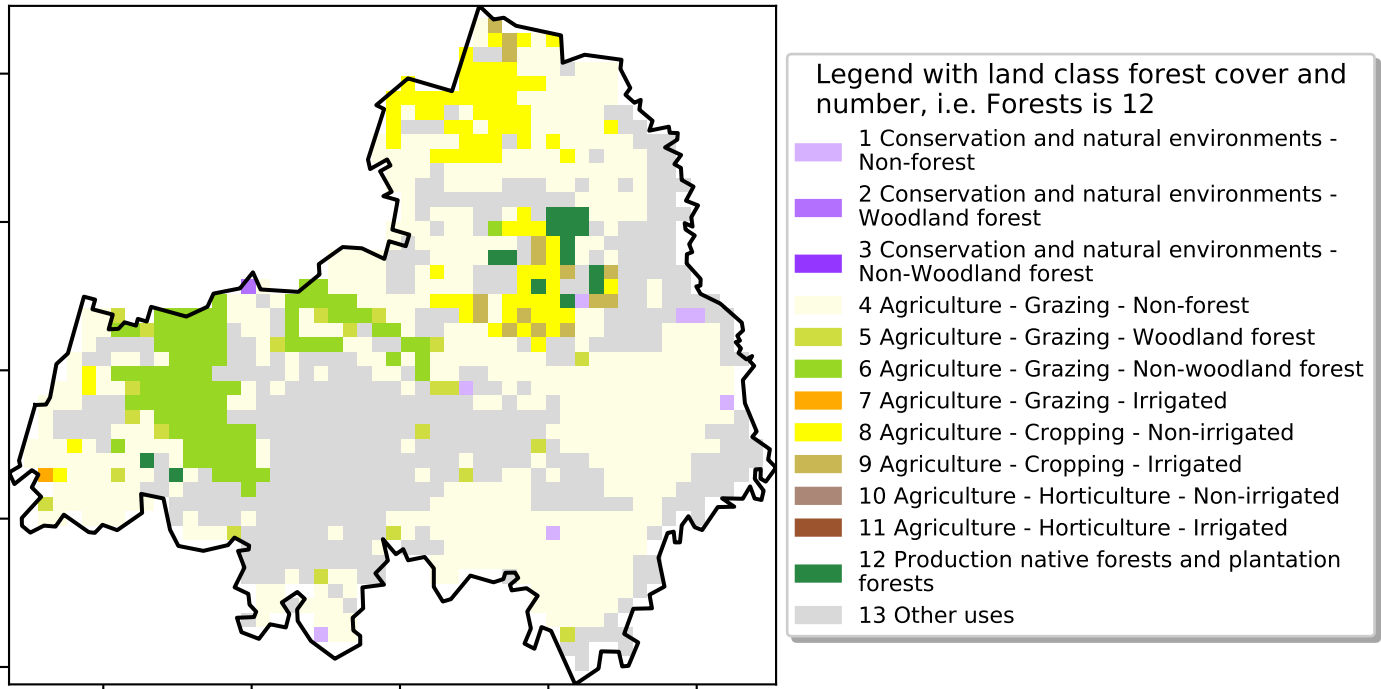 Legend with land class forest cover and
number, i.e. Forests is 12
1 Conservation and natural environments -
Non-forest
2 Conservation and natural environments -
Woodland forest
3 Conservation and natural environments -
Non-Woodland forest
4 Agriculture - Grazing - Non-forest
5 Agriculture - Grazing - Woodland forest
6 Agriculture - Grazing - Non-woodland forest
7 Agriculture - Grazing - Irrigated
8 Agriculture - Cropping - Non-irrigated
9 Agriculture - Cropping - Irrigated
10 Agriculture - Horticulture - Non-irrigated
11 Agriculture - Horticulture - Irrigated
12 Production native forests and plantation
forests
13 Other uses